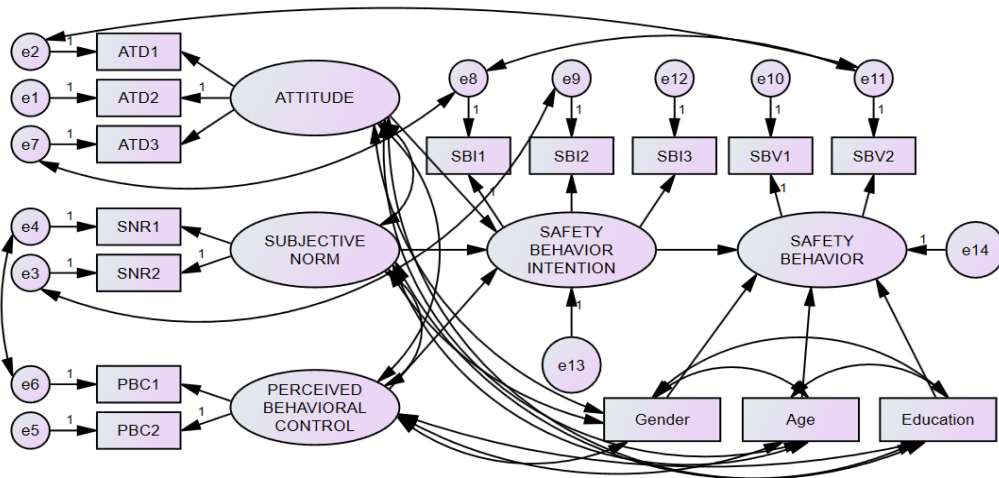 e2 1 ATD1
e1 1 ATD2 1
e7 1 ATD3
ATTITUDE
e8 e9 e12 e10 e11
1 1 1 1
SBI1 SBI2 SBI3 SBV1 SBV2
1 1
e4 1 SNR1
e3 1 SNR2 1
SUBJECTIVE
NORM
SAFETY
BEHAVIOR
INTENTION
SAFETY
BEHAVIOR
1 e14
1
e13
e6 1 PBC1
e5 1 PBC2 1
PERCEIVED
BEHAVIORAL
CONTROL
Gender Age Education